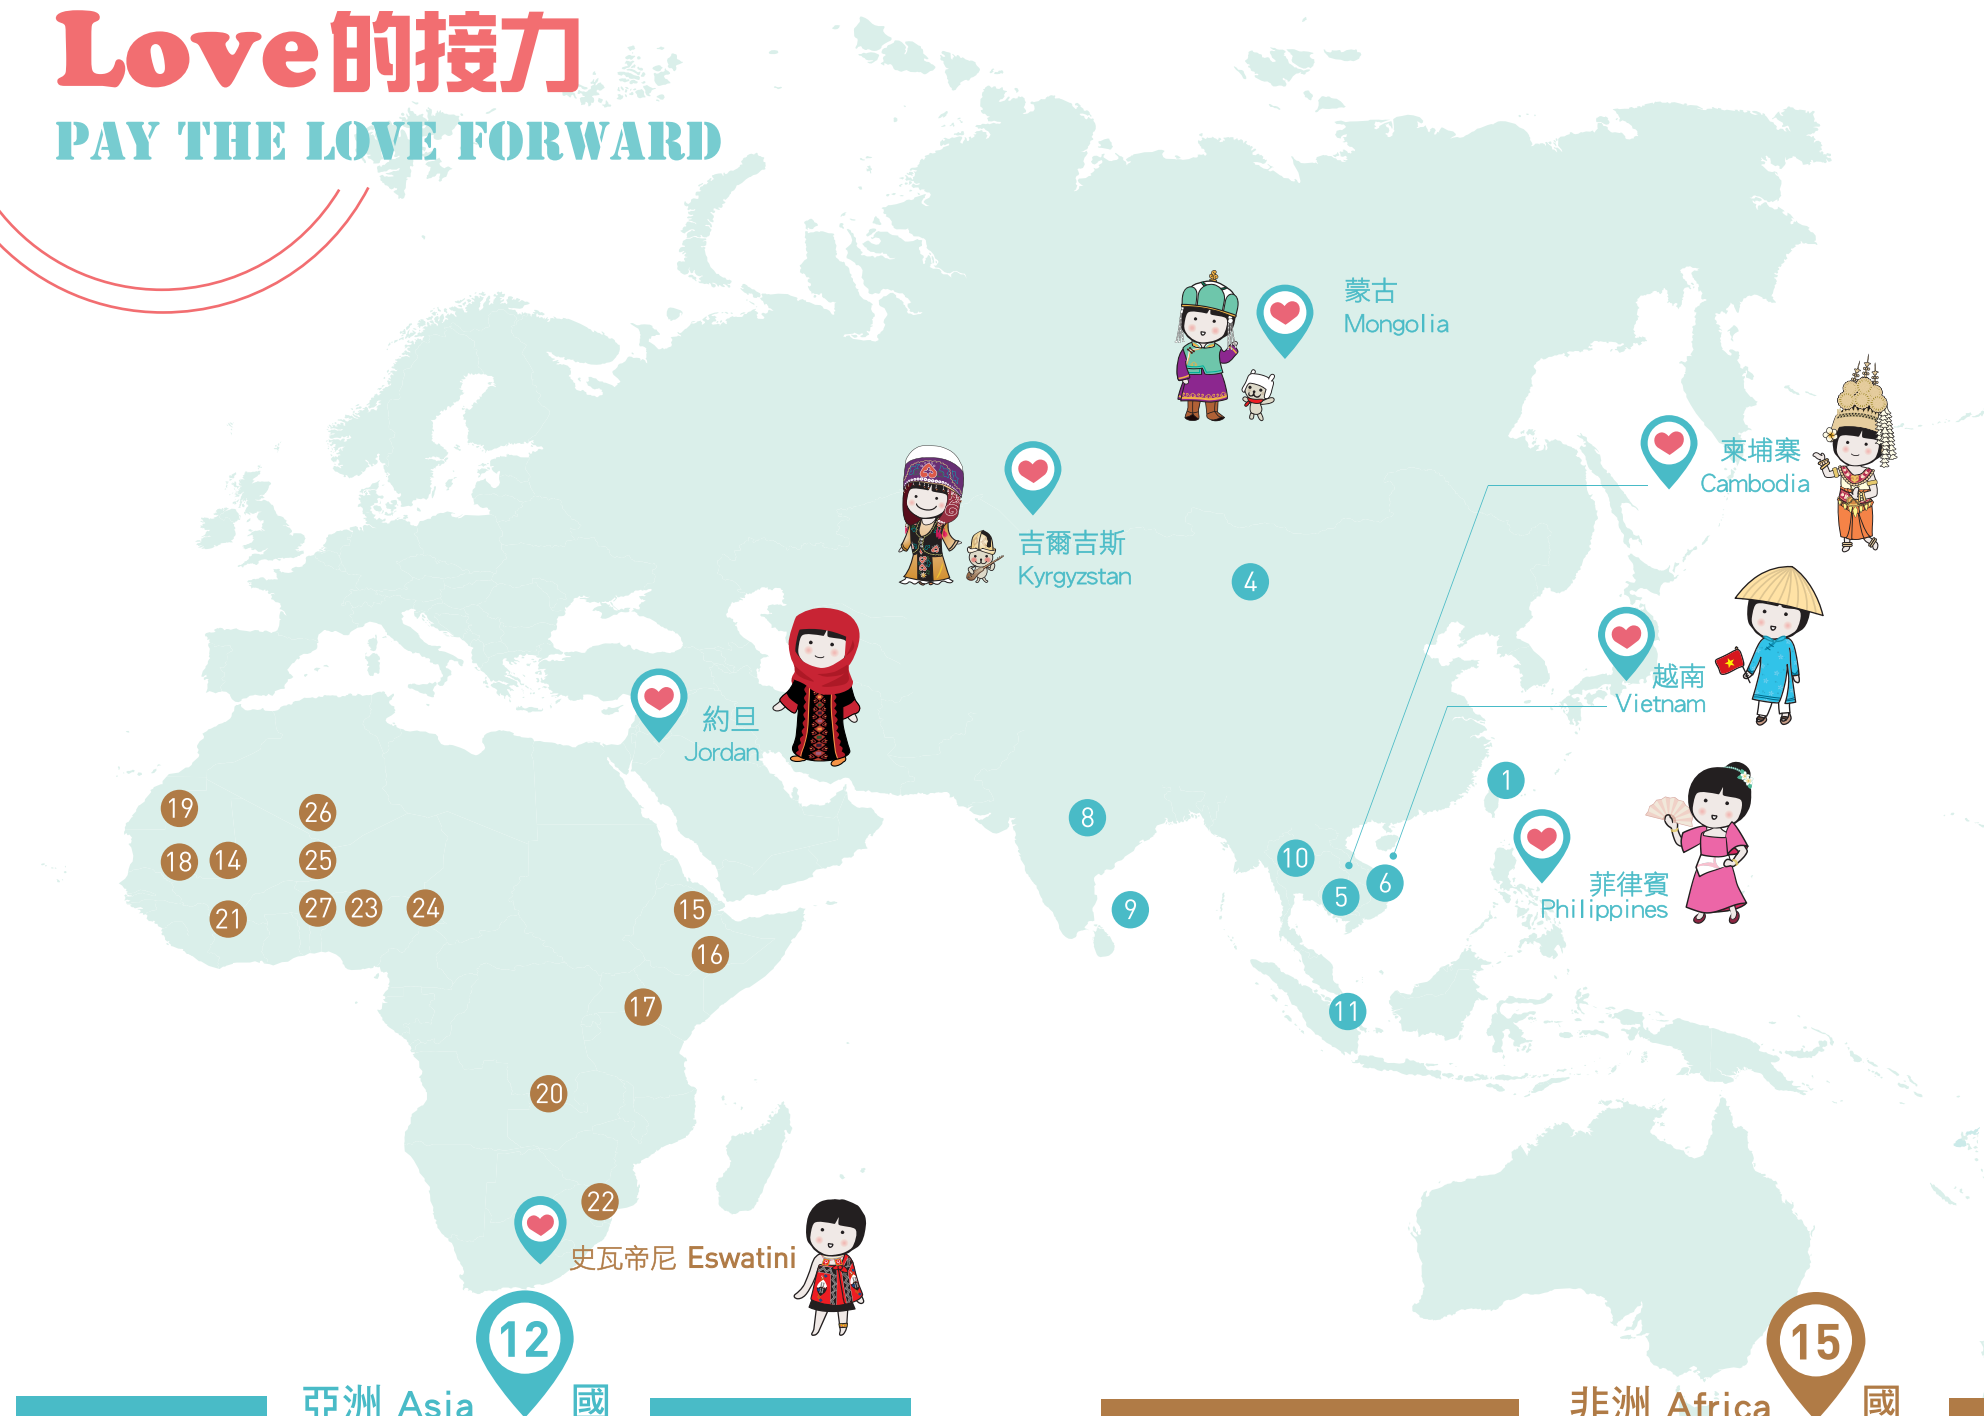 Love的接力
PAY THE LOVE FORWARD
蒙古
Mongolia
柬埔寨
Cambodia
吉爾吉斯
Kyrgyzstan
4
越南
Vietnam
約旦
Jordan
1
19
26
8
18
14
25
10
菲律賓
Philippines
5
6
21
27
23
24
15
9
16
17
11
20
22
史瓦帝尼 Eswatini
12
15
亞洲 Asia
國
非洲 Africa
國